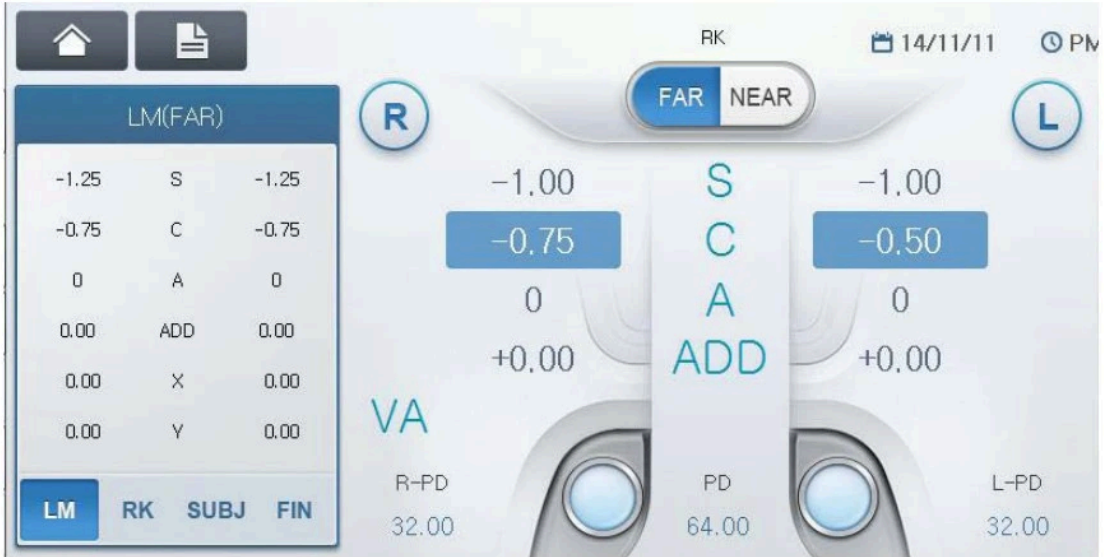 RK
14/11/11
PM
LM(FAR)
R
FAR NEAR
L
-1.25 S -1.25
-0.75 C -0.75
0 A 0
0.00 ADD 0.00
0.00 X 0.00
0.00 Y 0.00
LM RK SUBJ FIN
-1.00 S -1.00
-0.75 C -0.50
0 A 0
+0.00 ADD +0.00
VA
R-PD PD L-PD
32.00 64.00 32.00